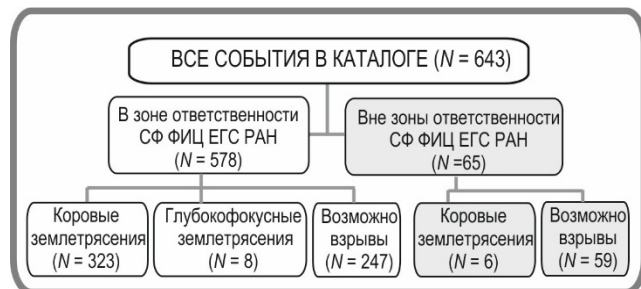 ВСЕ СОБЫТИЯ В КАТАЛОГЕ (N = 643)
В зоне ответственности
СФ ФИЦ ЕГС РАН
(N = 578)
Вне зоны ответственности
СФ ФИЦ ЕГС РАН
(N =65)
Коровые
землетрясения
(N = 323)
Глубокофокусные
землетрясения
(N = 8)
Возможно
взрывы
(N = 247)
Коровые
землетрясения
(N = 6)
Возможно
взрывы
(N = 59)